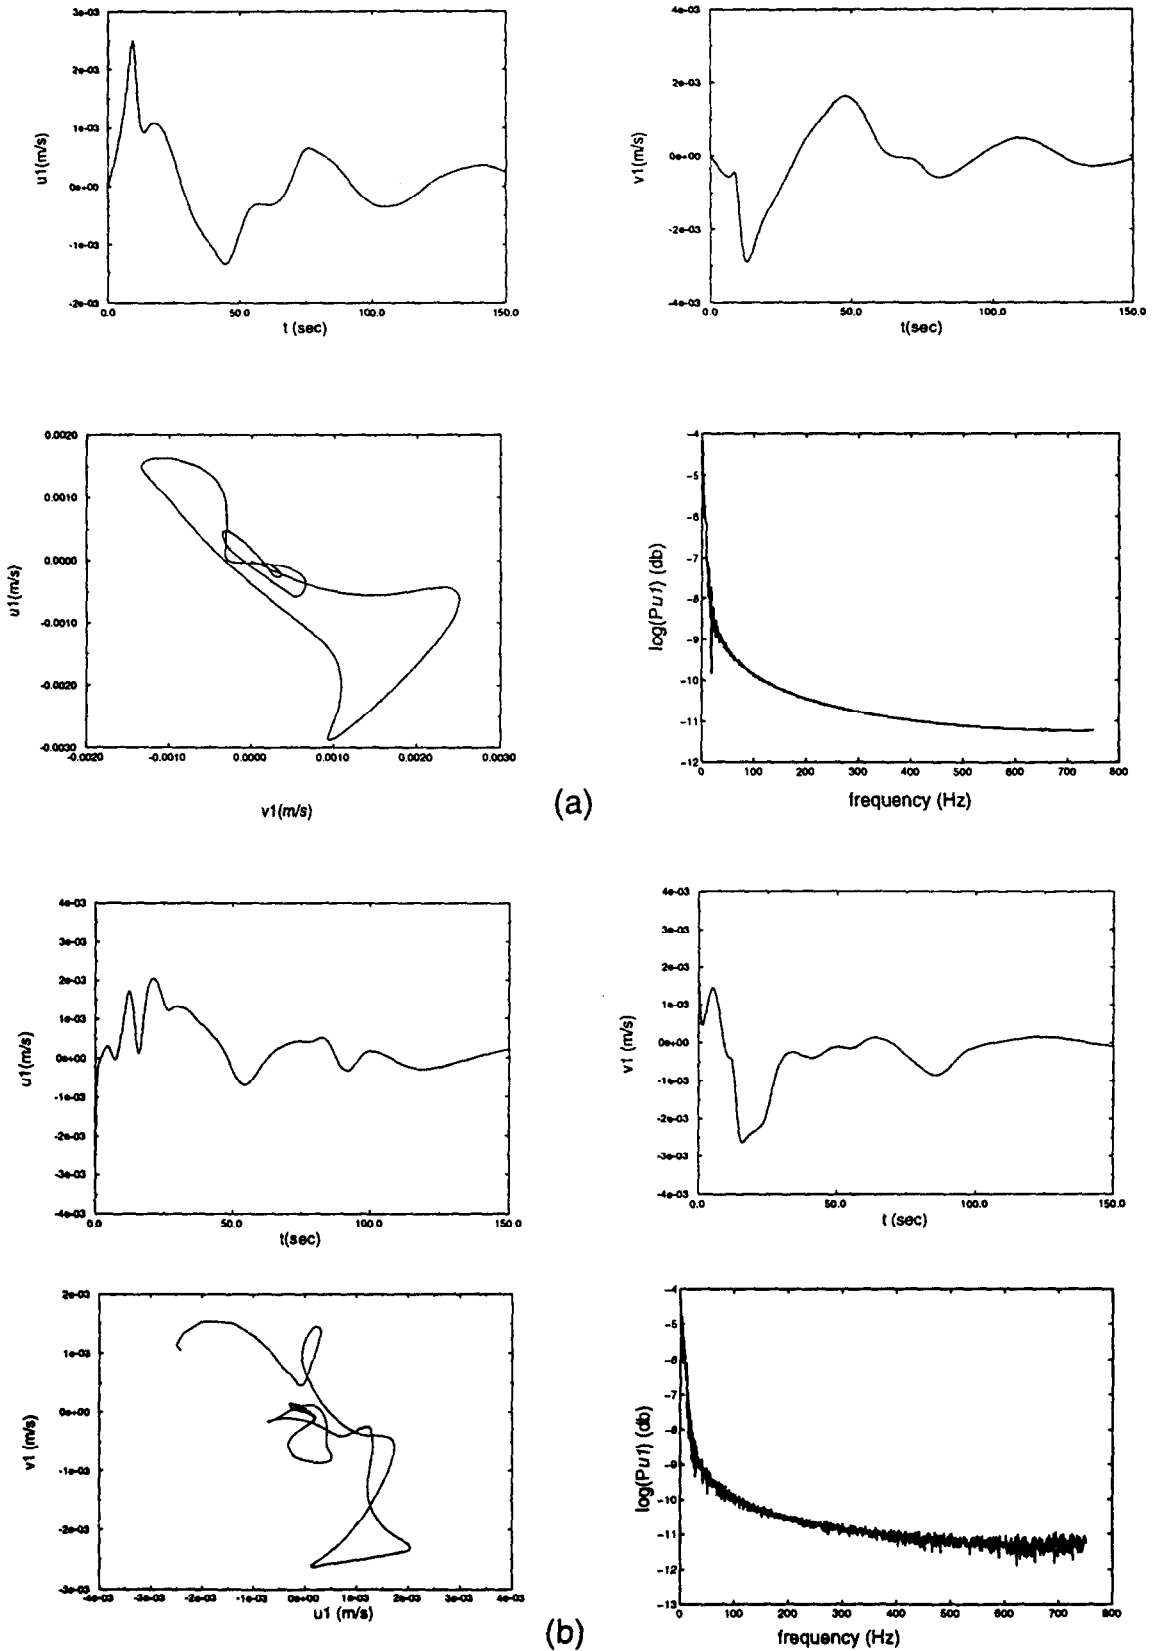 3e-03
2e-03
1e-03
0e+00
-1e-03
-2e-03
u1(m/s)
0.0 50.0 100.0 150.0
t (sec)
4e-03
2e-03
0e+00
-2e-03
-4e-03
v1(m/s)
0.0 50.0 100.0 150.0
t(sec)
0.0020
0.0010
0.0000
-0.0010
-0.0020
-0.0030
u1(m/s)
-0.0020 -0.0010 0.0000 0.0010 0.0020 0.0030
v1(m/s)
-4
-5
-6
-7
-8
-9
-10
-11
-12
log(Pu1) (db)
0 100 200 300 400 500 600 700 800
frequency (Hz)
(a)
4e-03
3e-03
2e-03
1e-03
0e+00
-1e-03
-2e-03
-3e-03
-4e-03
u1(m/s)
0.0 50.0 100.0 150.0
t(sec)
4e-03
3e-03
2e-03
1e-03
0e+00
-1e-03
-2e-03
-3e-03
-4e-03
v1 (m/s)
0.0 50.0 100.0 150.0
t (sec)
2e-03
1e-03
0e+00
-1e-03
-2e-03
-3e-03
v1 (m/s)
-4e-03 -3e-03 -2e-03 -1e-03 0e+00 1e-03 2e-03 3e-03 4e-03
u1 (m/s)
-4
-5
-6
-7
-8
-9
-10
-11
-12
-13
log(Pu1) (db)
0 100 200 300 400 500 600 700 800
frequency (Hz)
(b)